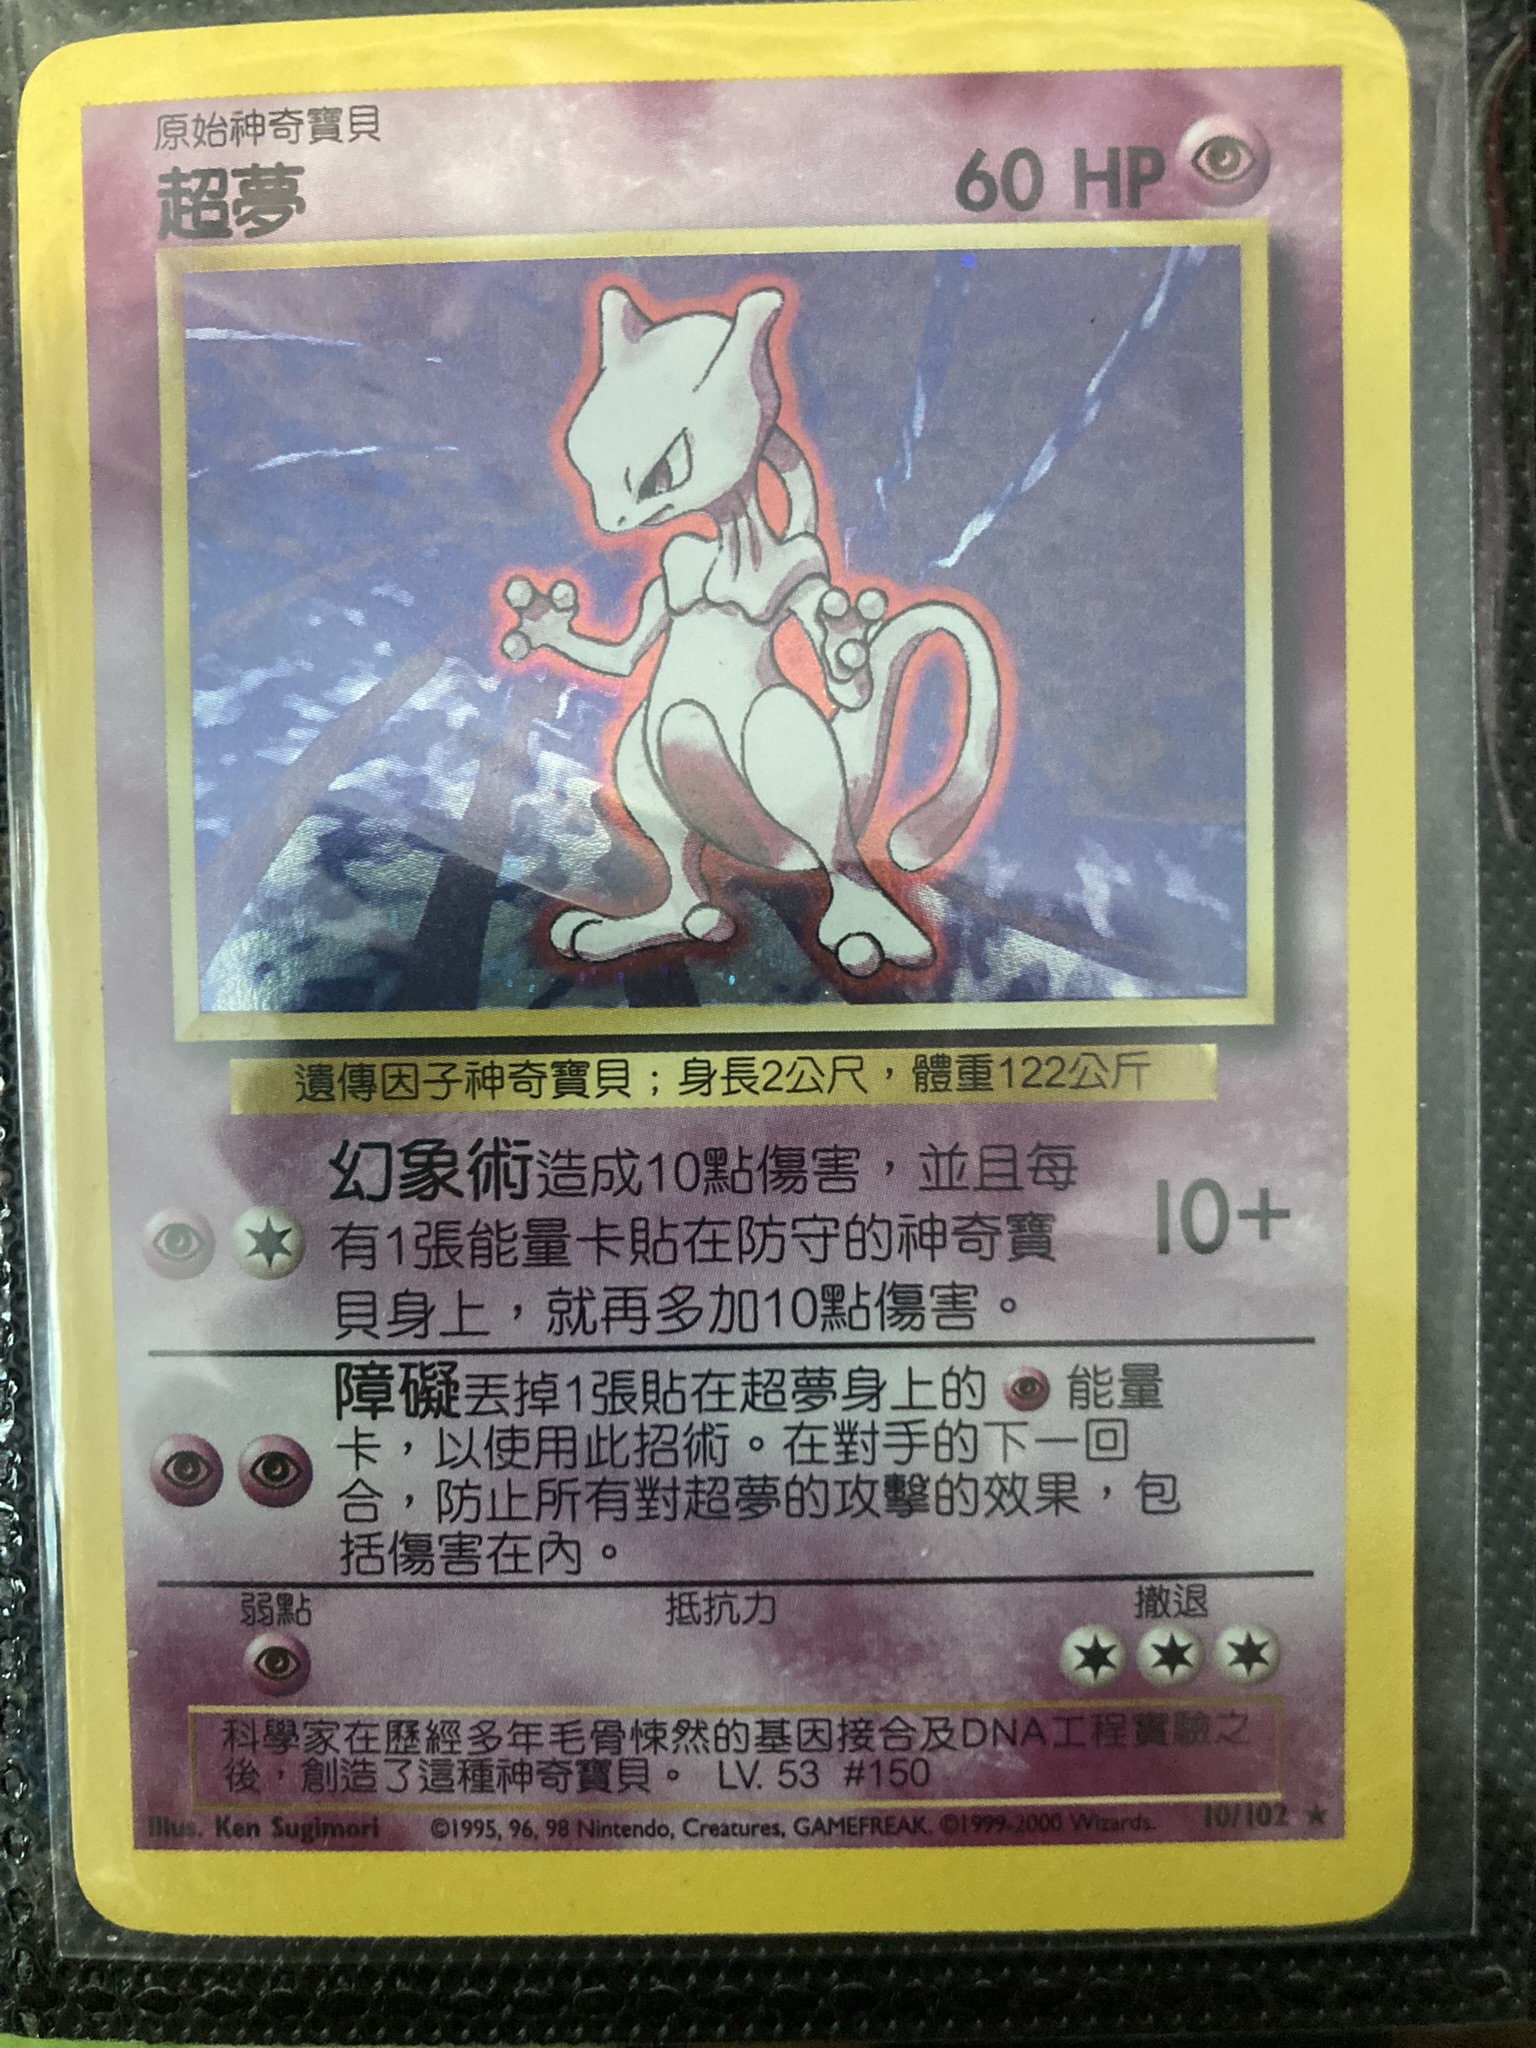 原始神奇寶貝
超夢
60 HP
遺傳因子神奇寶貝；身長2公尺，體重122公斤
幻象術造成10點傷害，並且每
有1張能量卡貼在防守的神奇寶
貝身上，就再多加10點傷害。
10+
障礙丟掉1張貼在超夢身上的能量
卡，以使用此招術。在對手的下一回
合，防止所有對超夢的攻擊的效果，包
括傷害在內。
弱點 抵抗力 撤退
科學家在歷經多年毛骨悚然的基因接合及DNA工程實驗之
後，創造了這種神奇寶貝。 LV. 53 #150
Illus. Ken Sugimori ©1995, 96, 98 Nintendo, Creatures, GAMEFREAK. ©1999-2000 Wizards. 10/102 ★